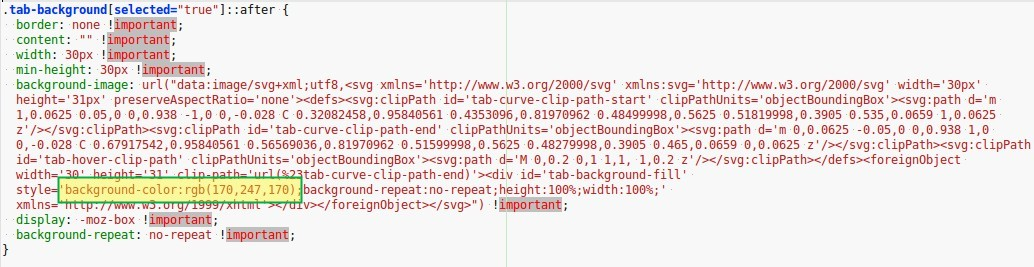 .tab-background[selected="true"]::after {
border: none !important;
content: "" !important;
width: 30px !important;
min-height: 30px !important;
background-image: url("data:image/svg+xml;utf8,<svg xmlns='http://www.w3.org/2000/svg' xmlns:svg='http://www.w3.org/2000/svg' width='30px'
height='31px' preserveAspectRatio='none'><defs><svg:clipPath id='tab-curve-clip-path-start' clipPathUnits='objectBoundingBox'><svg:path d='m
1,0.0625 0.05,0 0,0.938 -1,0 0,-0.028 C 0.32082458,0.95840561 0.4353096,0.81970962 0.48499998,0.5625 0.51819998,0.3905 0.535,0.0659 1,0.0625
z'/></svg:clipPath><svg:clipPath id='tab-curve-clip-path-end' clipPathUnits='objectBoundingBox'><svg:path d='m 0,0.0625 -0.05,0 0,0.938 1,0
0,-0.028 C 0.67917542,0.95840561 0.56569036,0.81970962 0.51599998,0.5625 0.48279998,0.3905 0.465,0.0659 0,0.0625 z'/></svg:clipPath><svg:clipPath
id='tab-hover-clip-path' clipPathUnits='objectBoundingBox'><svg:path d='M 0,0.2 0,1 1,1, 1,0.2 z'/></svg:clipPath></defs><foreignObject
width='30' height='31' clip-path='url(%23tab-curve-clip-path-end)'><div id='tab-background-fill'
style='background-color:rgb(170,247,170);background-repeat:no-repeat;height:100%;width:100%;'
xmlns='http://www.w3.org/1999/xhtml'></div></foreignObject></svg>") !important;
display: -moz-box !important;
background-repeat: no-repeat !important;
}